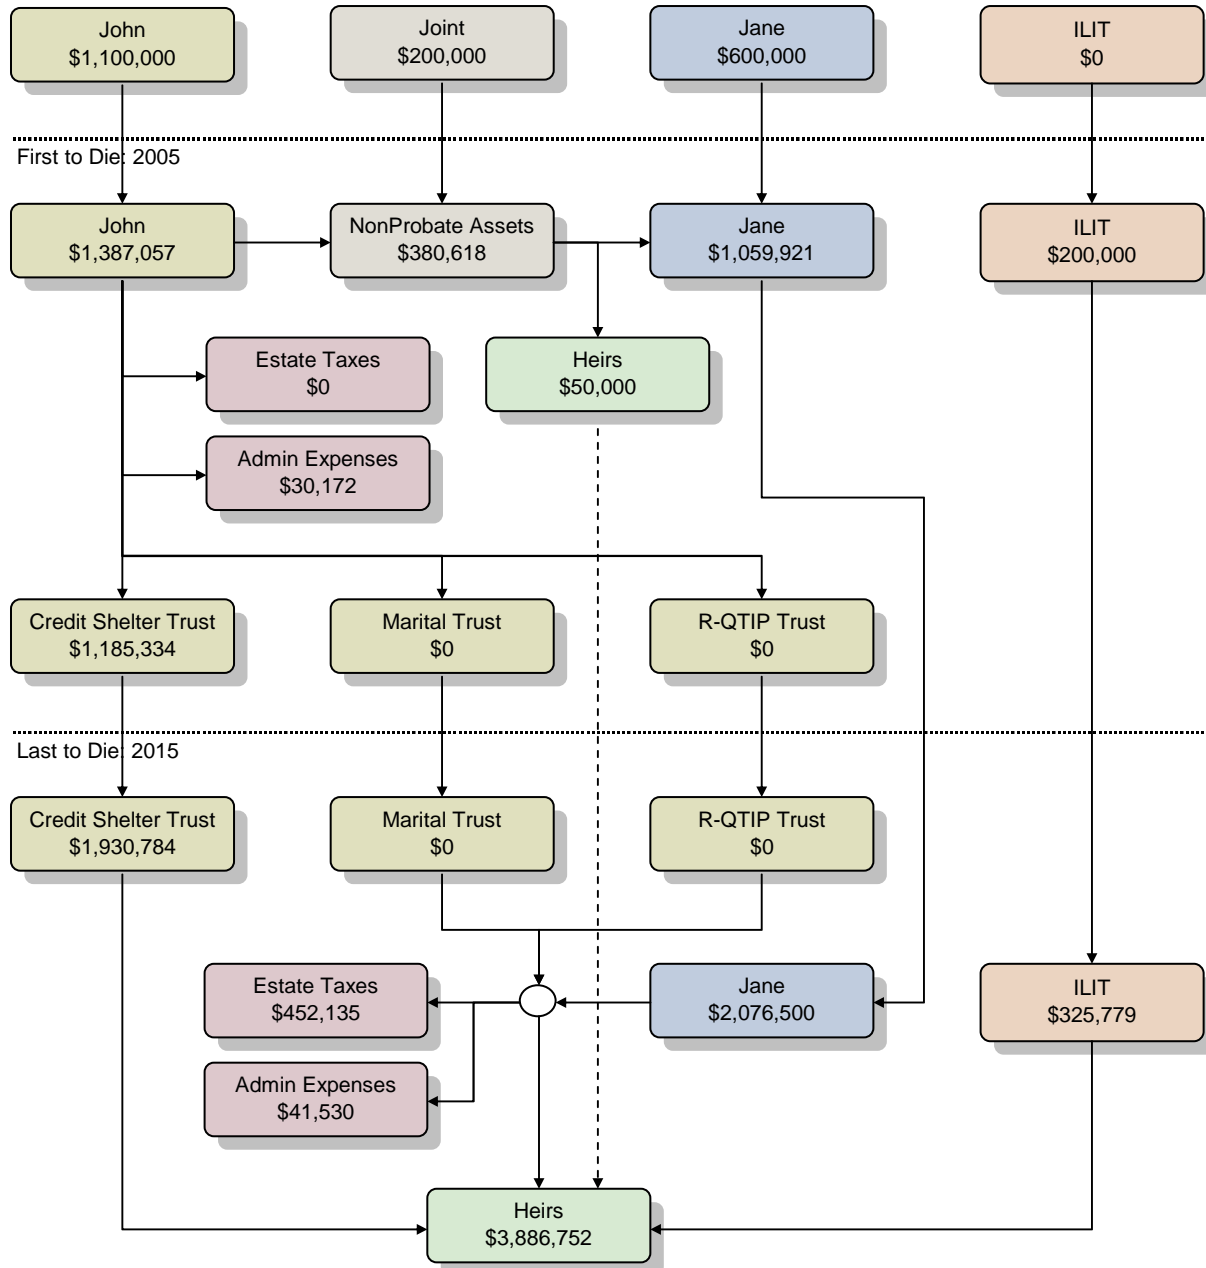 John
$1,100,000
Joint
$200,000
Jane
$600,000
ILIT
$0
First to Die: 2005
John
$1,387,057
NonProbate Assets
$380,618
Jane
$1,059,921
ILIT
$200,000
Estate Taxes
$0
Heirs
$50,000
Admin Expenses
$30,172
Credit Shelter Trust
$1,185,334
Marital Trust
$0
R-QTIP Trust
$0
Last to Die: 2015
Credit Shelter Trust
$1,930,784
Marital Trust
$0
R-QTIP Trust
$0
Estate Taxes
$452,135
Jane
$2,076,500
ILIT
$325,779
Admin Expenses
$41,530
Heirs
$3,886,752